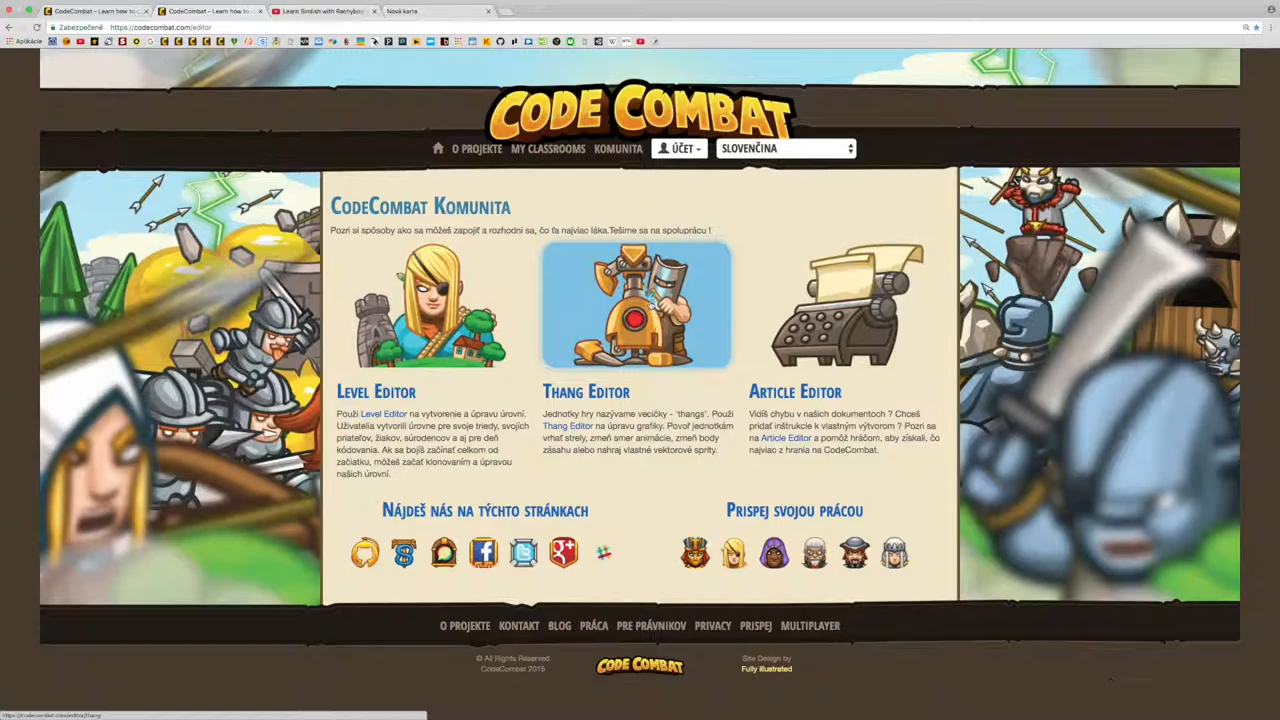 CodeCombat - Learn how to c
CodeCombat - Learn how to c
Learn Simlish with Rachybop
Nová karta
Zabezpečené
https://codecombat.com/editor
Aplikácie
CODE COMBAT
O PROJEKTE
MY CLASSROOMS
KOMUNITA
ÚČET
SLOVENČINA
CODECOMBAT KOMUNITA
Pozri si spôsoby ako sa môžeš zapojiť a rozhodni sa, čo ťa najviac láka.Tešíme sa na spoluprácu !
LEVEL EDITOR
Použi Level Editor na vytvorenie a úpravu úrovní.
Uživatelia vytvorili úrovne pre svoje triedy, svojich
priateľov, žiakov, súrodencov a aj pre deň
kódovania. Ak sa bojíš začínať celkom od
začiatku, môžeš začať klonovaním a úpravou
našich úrovní.
THANG EDITOR
Jednotky hry nazývame vecičky - 'thangs'. Použi
Thang Editor na úpravu grafiky. Povoľ jednotkám
vrhať strely, zmeň smer animácie, zmeň body
zásahu alebo nahraj vlastné vektorové sprity.
ARTICLE EDITOR
Vidíš chybu v našich dokumentoch ? Chceš
pridať inštrukcie k vlastným výtvorom ? Pozri sa
na Article Editor a pomôž hráčom, aby získali, čo
najviac z hrania na CodeCombat.
NÁJDEŠ NÁS NA TÝCHTO STRÁNKACH
PRISPEJ SVOJOU PRÁCOU
O PROJEKTE
KONTAKT
BLOG
PRÁCA
PRE PRÁVNIKOV
PRIVACY
PRISPEJ
MULTIPLAYER
© All Rights Reserved
CodeCombat 2015
CODE COMBAT
Site Design by
Fully Illustrated
https://codecombat.com/editor/thang